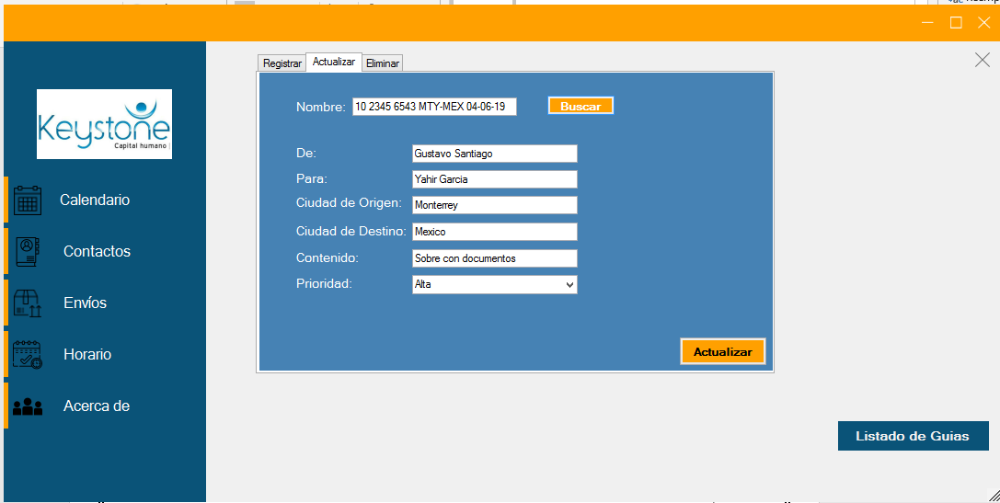 Keystone
Capital humano
Calendario
Contactos
Envíos
Horario
Acerca de
Registrar Actualizar Eliminar
Nombre: 10 2345 6543 MTY-MEX 04-06-19 Buscar
De: Gustavo Santiago
Para: Yahir Garcia
Ciudad de Origen: Monterrey
Ciudad de Destino: Mexico
Contenido: Sobre con documentos
Prioridad: Alta
Actualizar
Listado de Guias